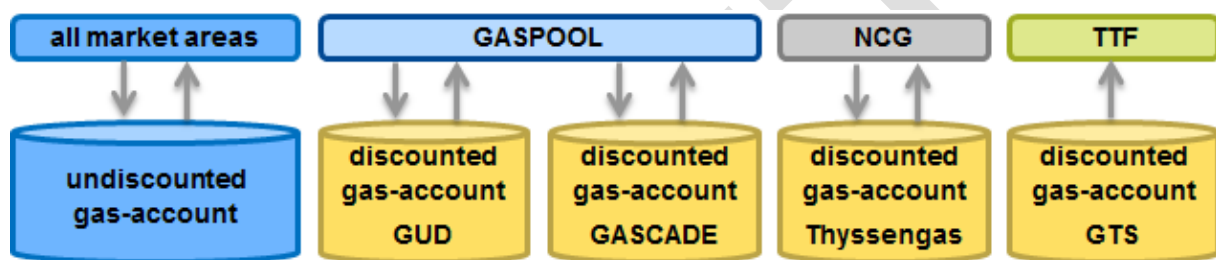 all market areas
GASPOOL
NCG
TTF
undiscounted
gas-account
discounted
gas-account
GUD
discounted
gas-account
GASCADE
discounted
gas-account
Thyssengas
discounted
gas-account
GTS